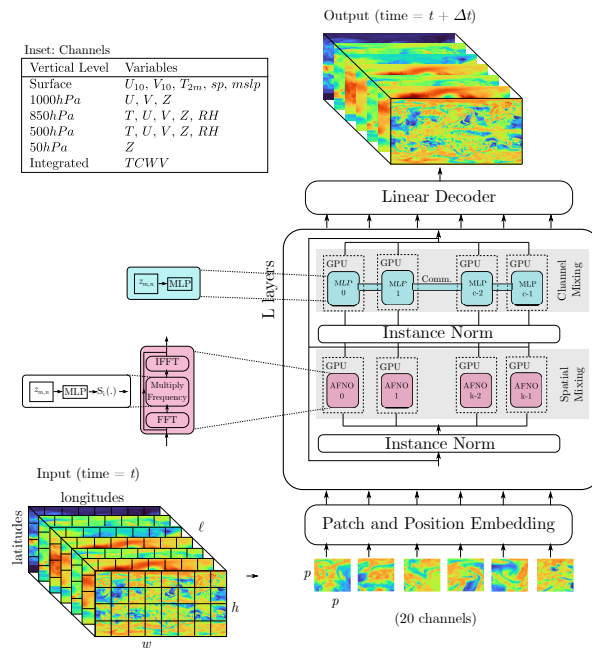 Output (time = t + Δt)
Inset: Channels
Vertical Level Variables
Surface U10, V10, T2m, sp, mslp
1000hPa U, V, Z
850hPa T, U, V, Z, RH
500hPa T, U, V, Z, RH
50hPa Z
Integrated TCWV
Linear Decoder
L layers
GPU GPU GPU GPU
MLP 0
MLP 1
Comm.
MLP c-2
MLP c-1
Channel Mixing
zm,n MLP
Instance Norm
GPU GPU GPU GPU
AFNO 0
AFNO 1
AFNO k-2
AFNO k-1
Spatial Mixing
IFFT
Multiply Frequency
FFT
zm,n MLP Sλ(.)
Instance Norm
Input (time = t)
longitudes
latitudes
ℓ
h
w
Patch and Position Embedding
p
p
(20 channels)